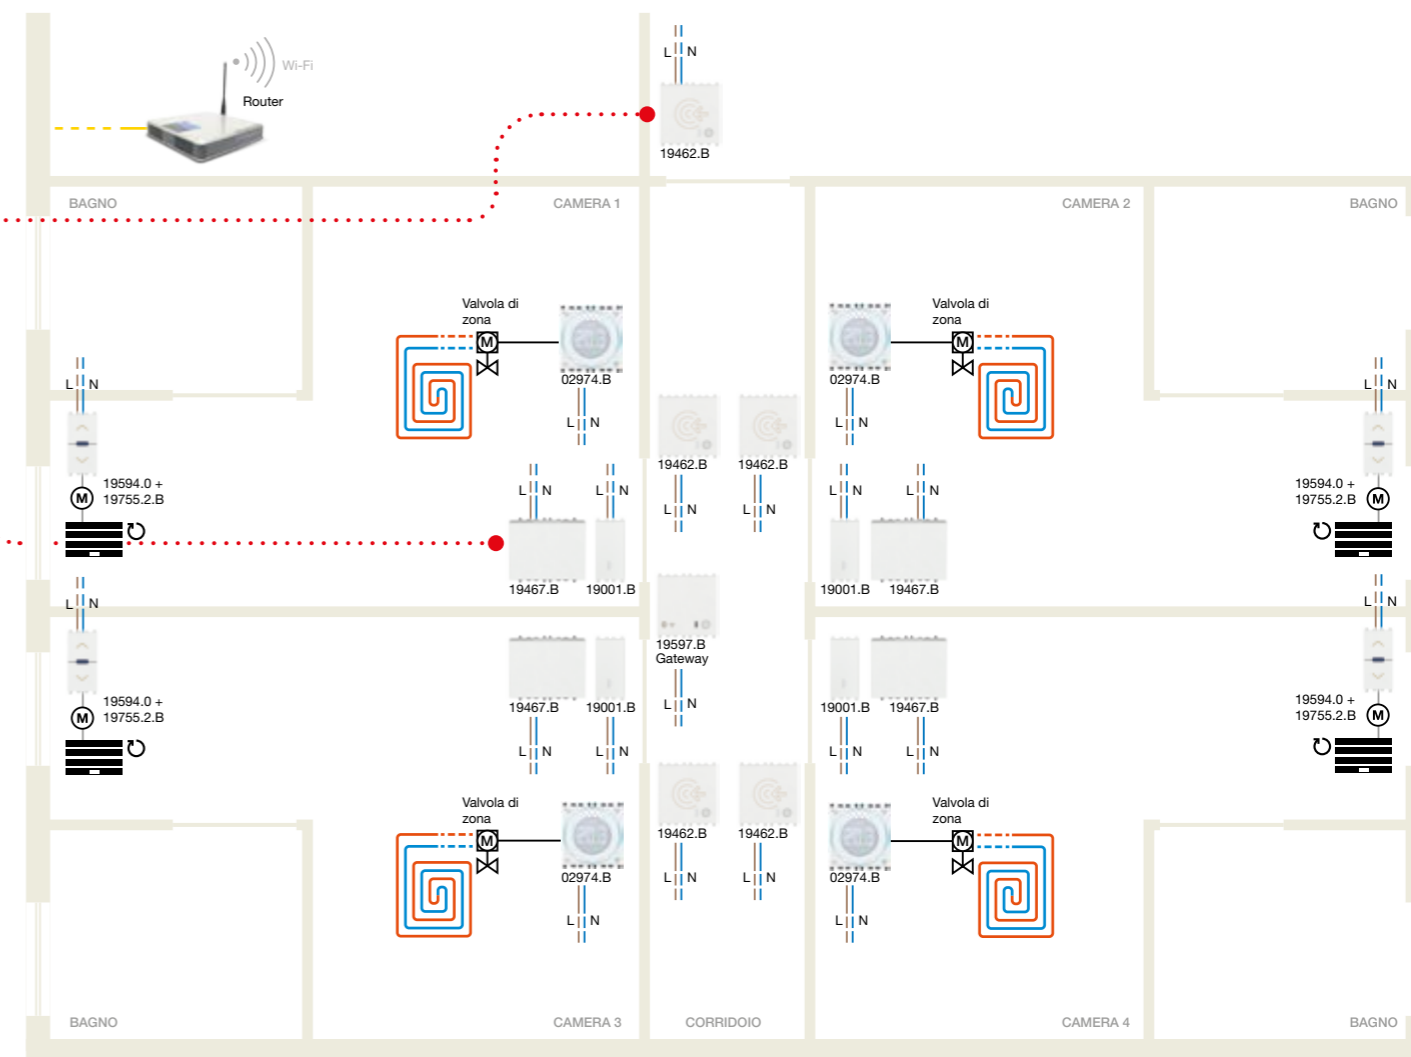 L N
Wi-Fi
Router
19462.B
BAGNO
CAMERA 1
CAMERA 2
BAGNO
Valvola di
zona
M
02974.B
L N
Valvola di
zona
M
02974.B
L N
L N
19594.0 +
19755.2.B
M
L N
19594.0 +
19755.2.B
M
19462.B
L N
19462.B
L N
L N
19467.B
L N
19001.B
L N
19001.B
L N
19467.B
19597.B
Gateway
L N
L N
19594.0 +
19755.2.B
M
L N
19594.0 +
19755.2.B
M
19467.B
L N
19001.B
L N
19001.B
L N
19467.B
L N
Valvola di
zona
M
02974.B
L N
19462.B
L N
19462.B
L N
Valvola di
zona
M
02974.B
L N
BAGNO
CAMERA 3
CORRIDOIO
CAMERA 4
BAGNO